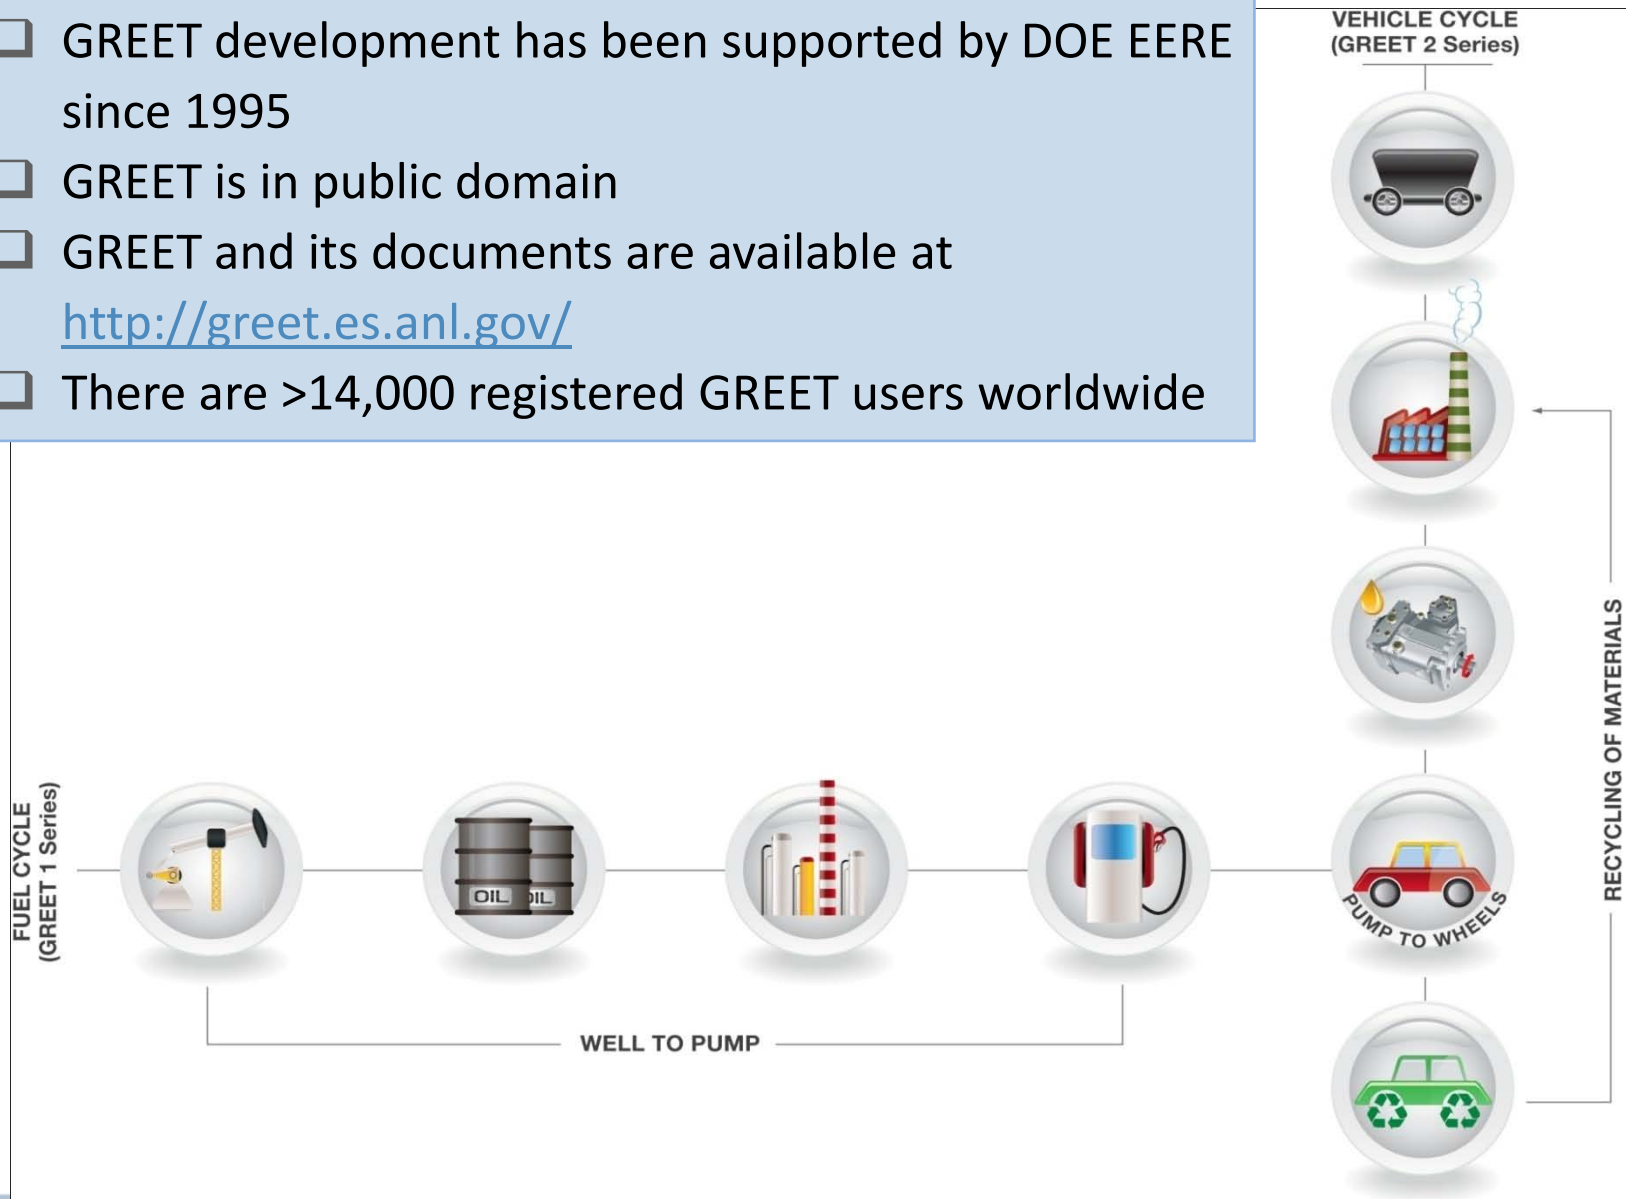 GREET development has been supported by DOE EERE
since 1995
GREET is in public domain
GREET and its documents are available at
http://greet.es.anl.gov/
There are >14,000 registered GREET users worldwide
VEHICLE CYCLE
(GREET 2 Series)
RECYCLING OF MATERIALS
FUEL CYCLE
(GREET 1 Series)
OIL
OIL
PUMP TO WHEELS
WELL TO PUMP